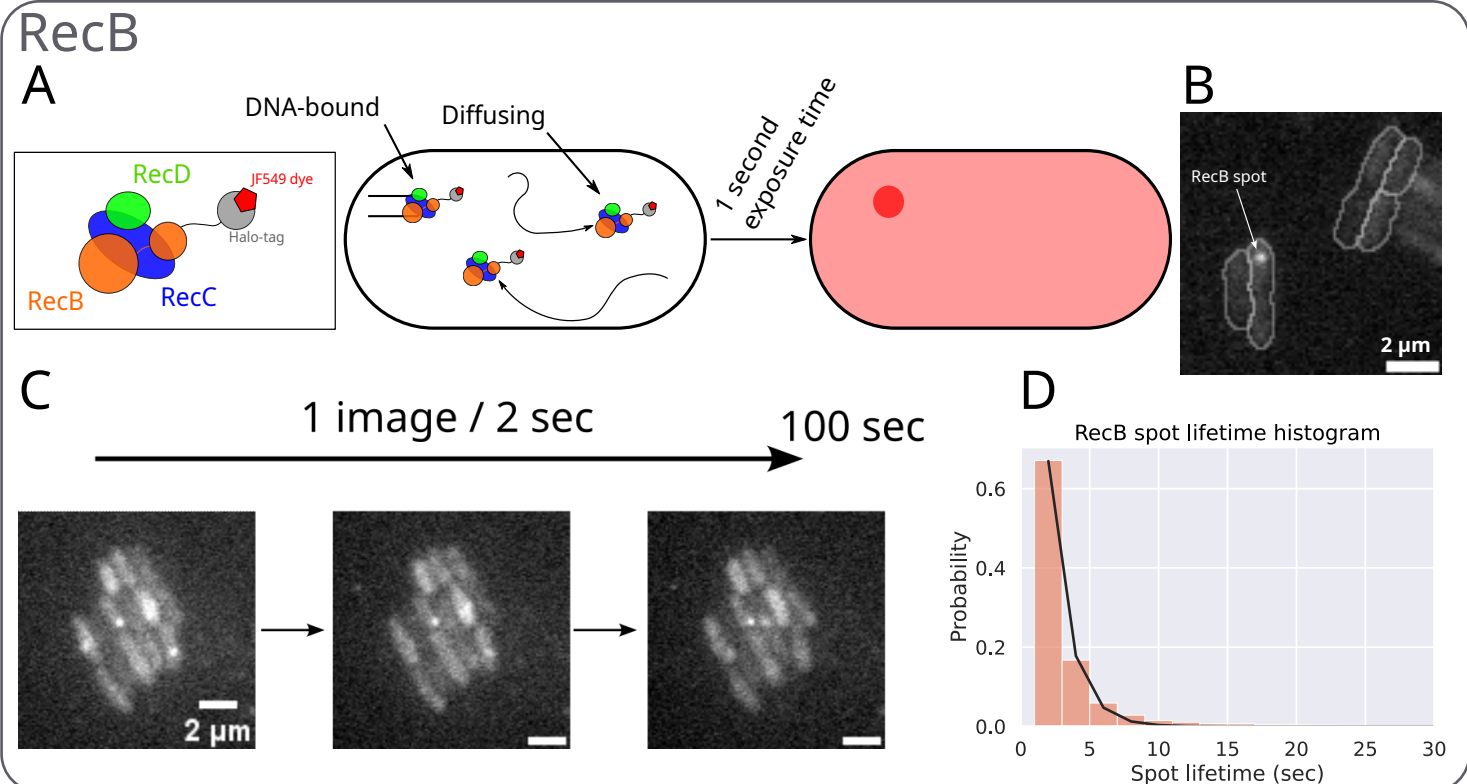 RecB
A
DNA-bound
Diffusing
1 second
exposure time
RecD
JF549 dye
Halo-tag
RecB
RecC
B
RecB spot
2 µm
C
1 image / 2 sec
100 sec
2 µm
D
RecB spot lifetime histogram
Probability
0.6
0.4
0.2
0.0
0 5 10 15 20 25 30
Spot lifetime (sec)